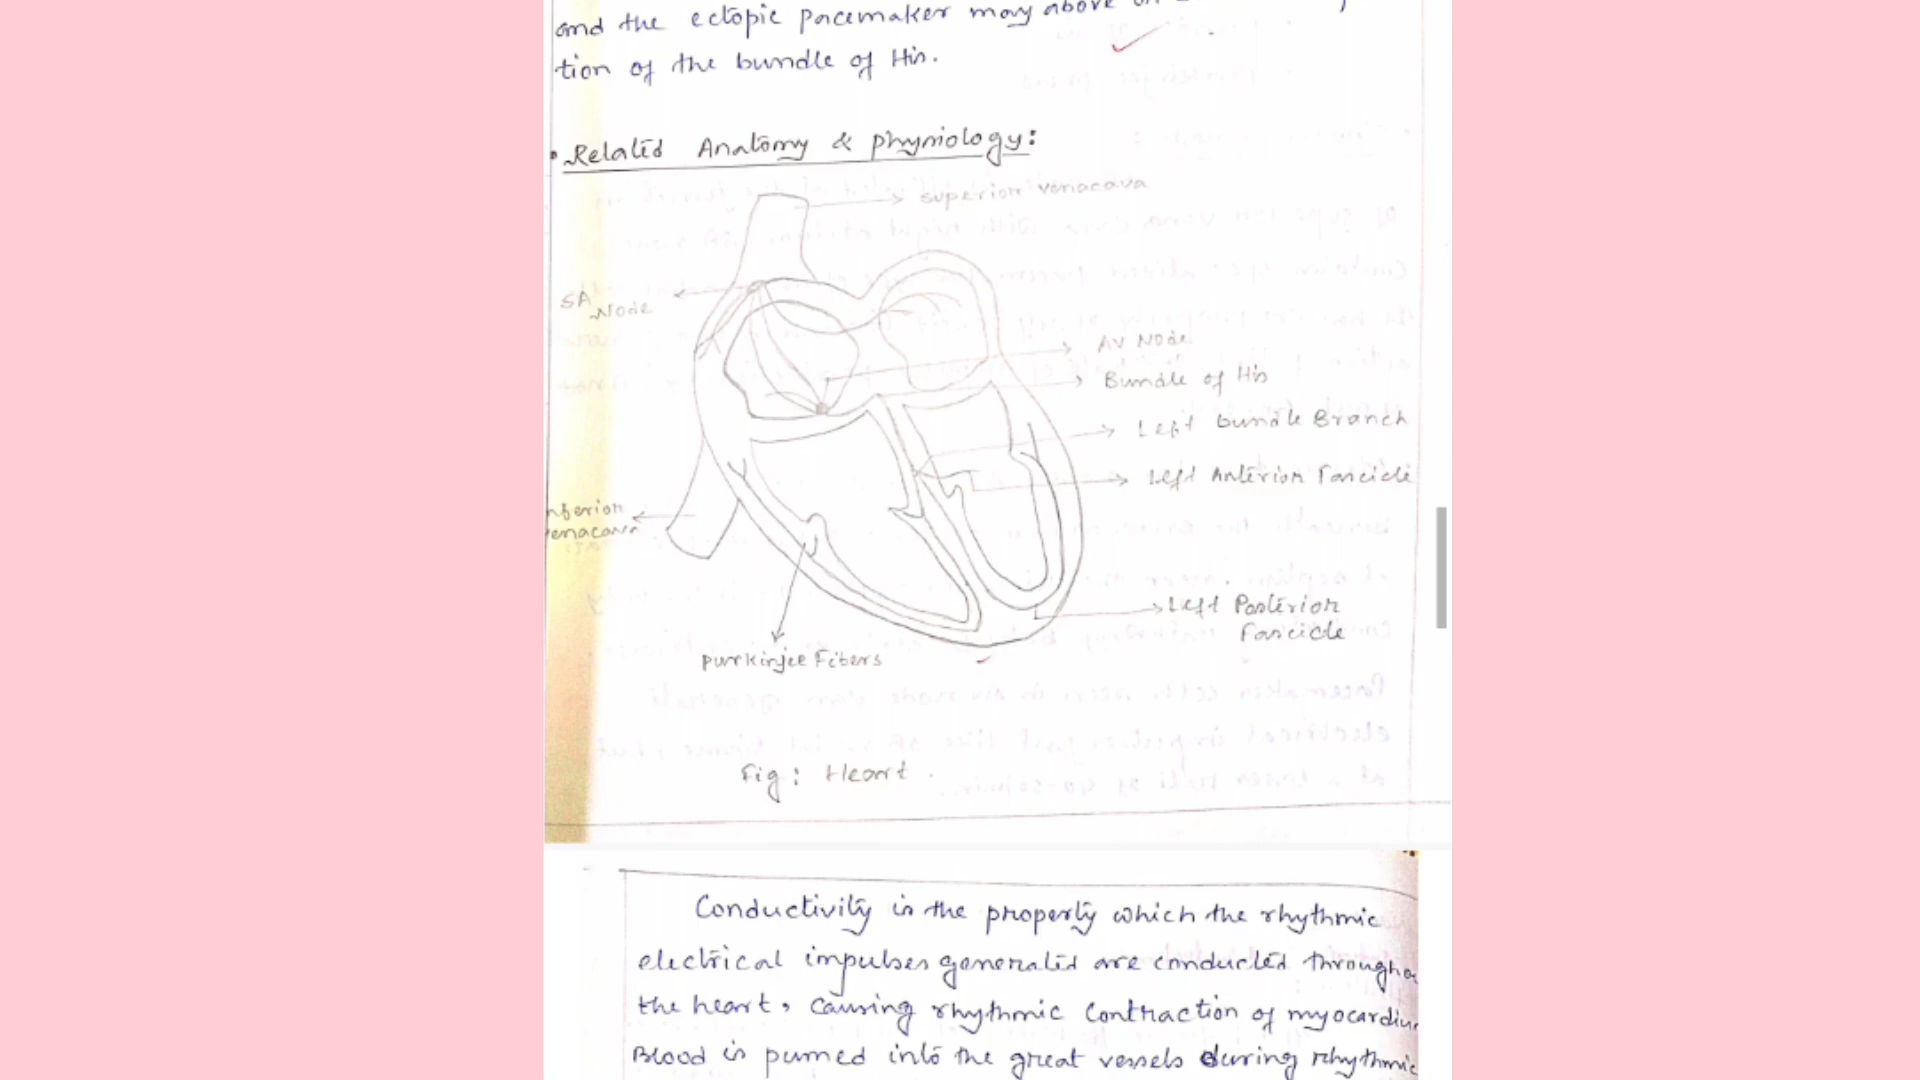 and the ectopic pacemaker may above
tion of the bundle of His.
• Related Anatomy & physiology:
superior venacava
SA Node
AV Node
Bundle of His
Left bundle Branch
Left Anterior Fascicle
nferior
venacava
Left Posterior
Fascicle
purkinjee Fibers
Fig: Heart.
Conductivity is the property which the rhythmic
electrical impulses generated are conducted through
the heart, causing rhythmic contraction of myocardium
Blood is pumed into the great vessels during rhythmic